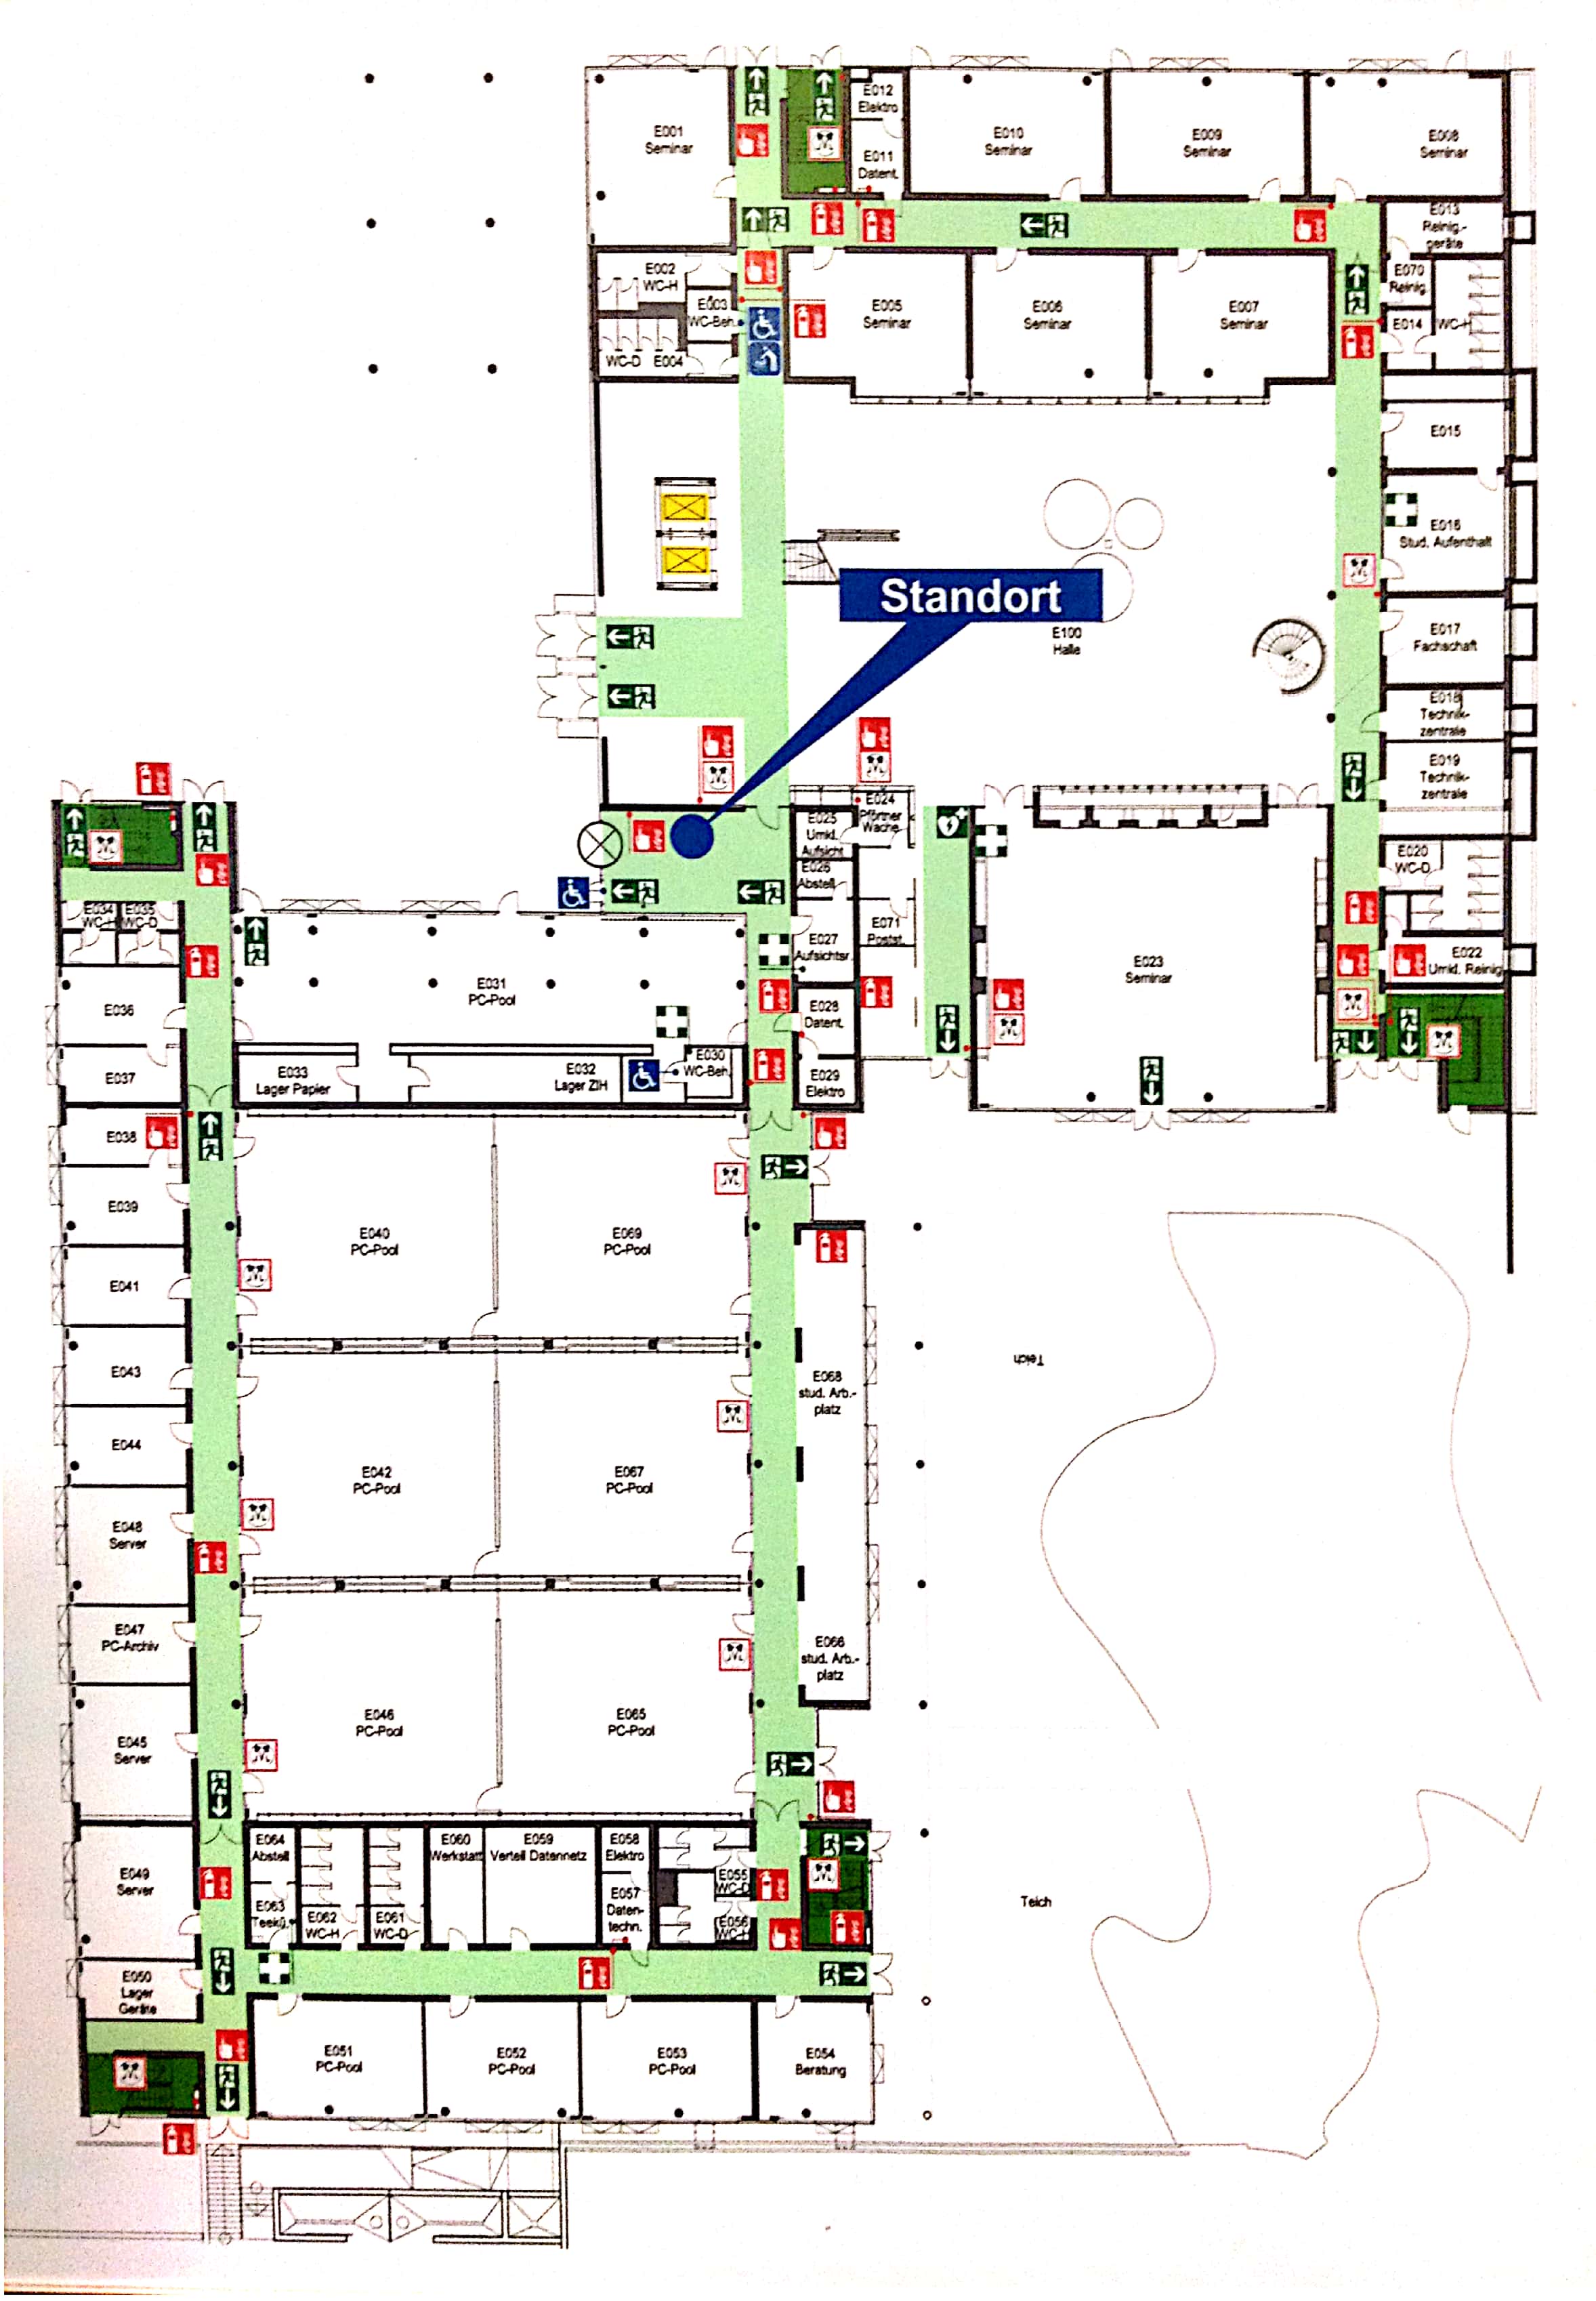 E001
Seminar
E012
Elektro
E011
Datent.
E010
Seminar
E009
Seminar
E008
Seminar
E013
Reinig.-
geräte
E002
WC-H
E003
WC-Beh.
WC-D E004
E005
Seminar
E006
Seminar
E007
Seminar
E070
Reinig.
E014
WC-H
E015
E016
Stud. Aufenthalt
Standort
E100
Halle
E017
Fachschaft
E018
Technik-
zentrale
E019
Technik-
zentrale
E024
Pförtner
Wache
E025
Umkl.
Aufsicht
E026
Abstell.
E020
WC-D
E034
WC-H
E035
WC-D
E071
Postst.
E027
Aufsichtsr.
E023
Seminar
E022
Umkl. Reinig
E031
PC-Pool
E036
E028
Datent.
E037
E033
Lager Papier
E032
Lager ZIH
E030
WC-Beh.
E029
Elektro
E038
E039
E040
PC-Pool
E069
PC-Pool
E041
E043
Teich
E068
stud. Arb.-
platz
E044
E042
PC-Pool
E067
PC-Pool
E048
Server
E047
PC-Archiv
E066
stud. Arb.-
platz
E046
PC-Pool
E065
PC-Pool
E045
Server
E064
Abstell
E060
Werkstatt
E059
Verteil Datennetz
E058
Elektro
E049
Server
E055
WC-D
E063
Teekü.
E062
WC-H
E061
WC-D
E057
Daten-
techn.
E056
WC-H
Teich
E050
Lager
Geräte
E051
PC-Pool
E052
PC-Pool
E053
PC-Pool
E054
Beratung